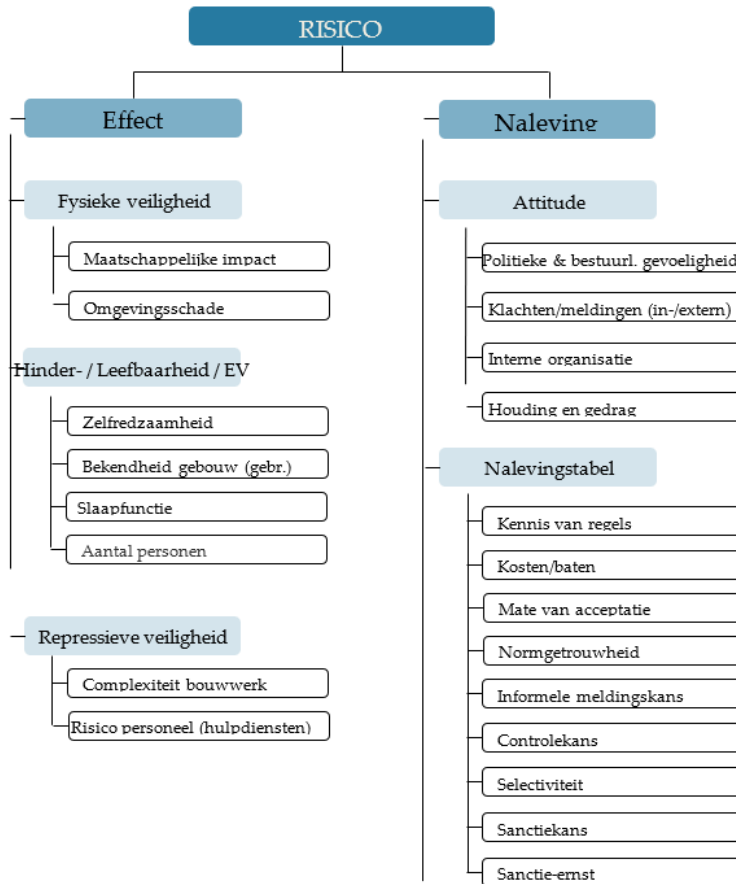 RISICO
Effect
Fysieke veiligheid
Maatschappelijke impact
Omgevingsschade
Hinder- / Leefbaarheid / EV
Zelfredzaamheid
Bekendheid gebouw (gebr.)
Slaapfunctie
Aantal personen
Repressieve veiligheid
Complexiteit bouwwerk
Risico personeel (hulpdiensten)
Naleving
Attitude
Politieke & bestuurl. gevoeligheid
Klachten/meldingen (in-/extern)
Interne organisatie
Houding en gedrag
Nalevingstabel
Kennis van regels
Kosten/baten
Mate van acceptatie
Normgetrouwheid
Informele meldingskans
Controlekans
Selectiviteit
Sanctiekans
Sanctie-ernst